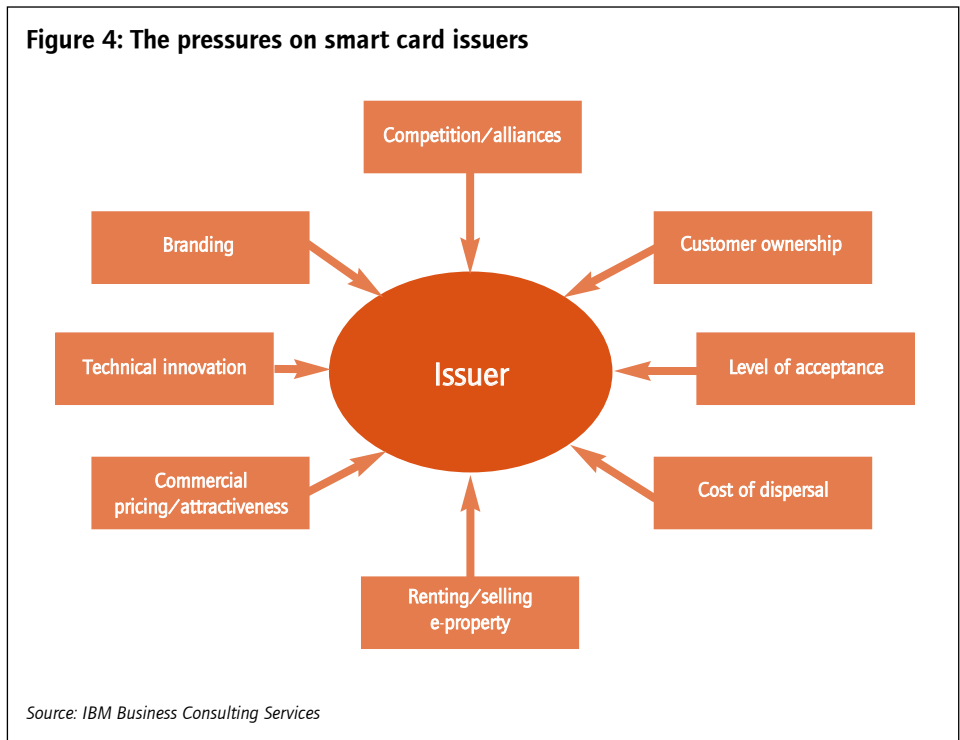 Figure 4: The pressures on smart card issuers
Competition/alliances
Branding
Customer ownership
Technical innovation
Issuer
Level of acceptance
Commercial
pricing/attractiveness
Cost of dispersal
Renting/selling
e-property
Source: IBM Business Consulting Services